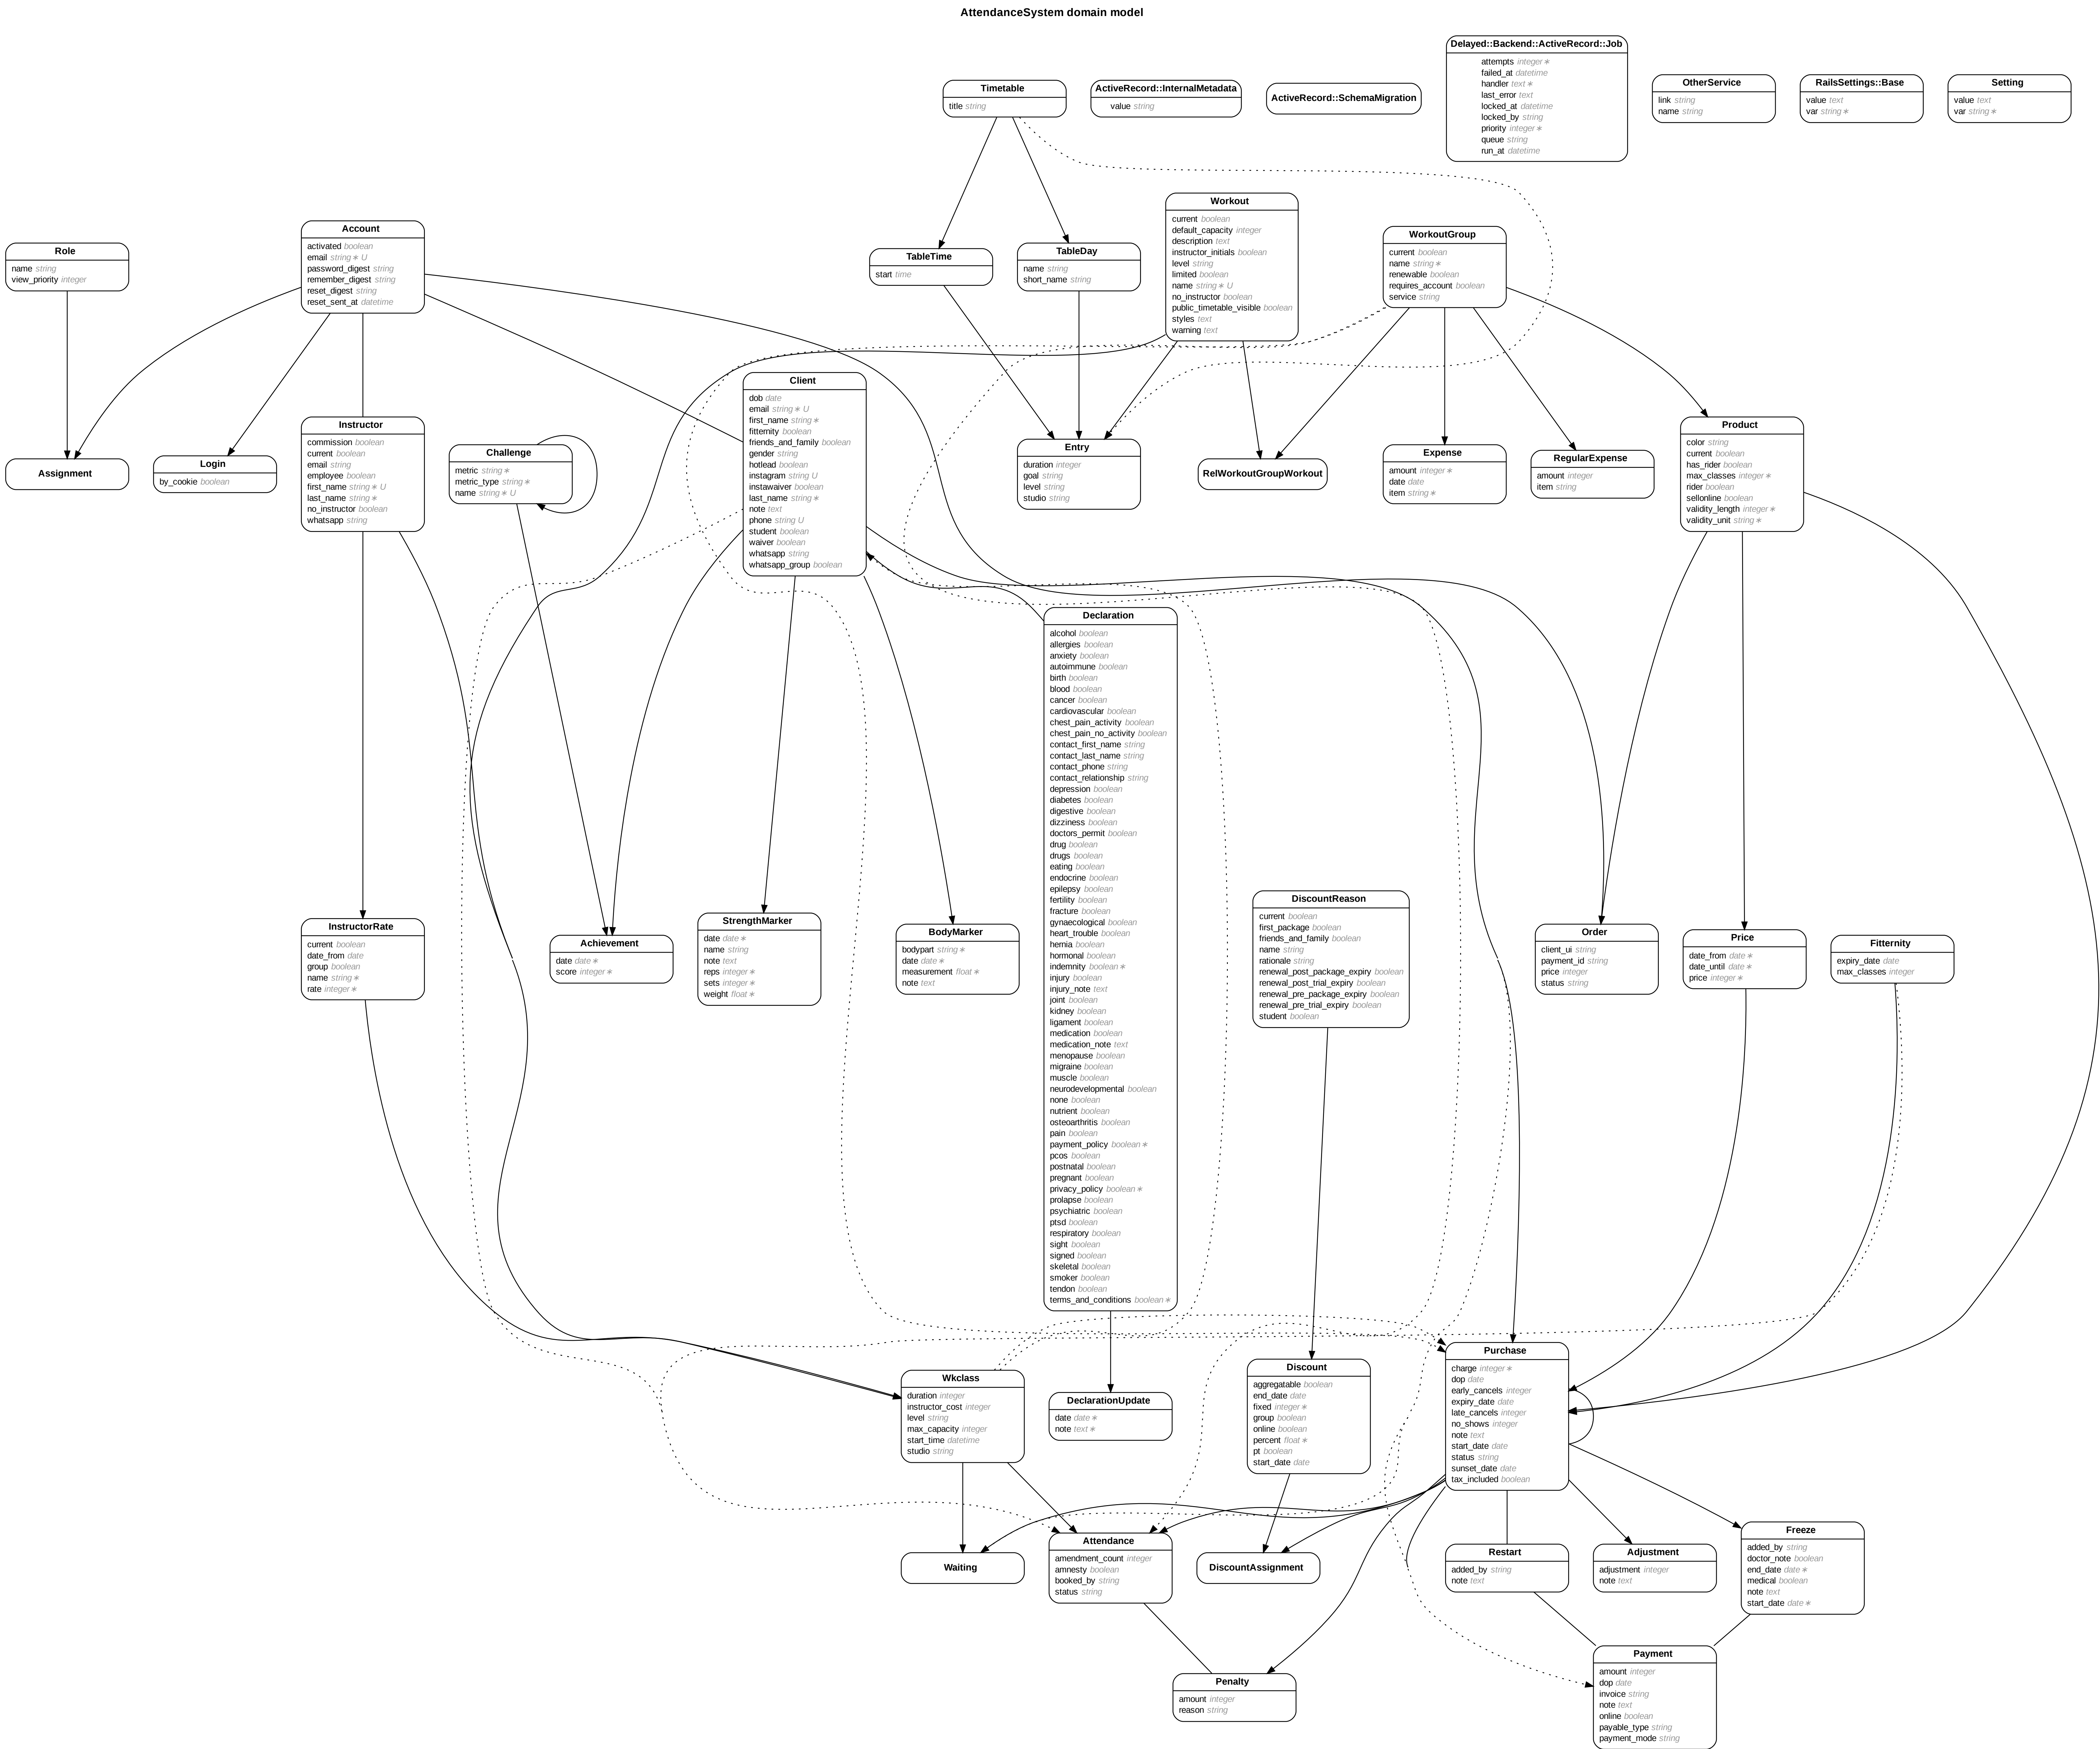 AttendanceSystem domain model
Delayed::Backend::ActiveRecord::Job
attempts integer ∗
failed_at datetime
handler text ∗
last_error text
locked_at datetime
locked_by string
priority integer ∗
queue string
run_at datetime
Timetable
title string
ActiveRecord::InternalMetadata
value string
ActiveRecord::SchemaMigration
OtherService
link string
name string
RailsSettings::Base
value text
var string ∗
Setting
value text
var string ∗
Role
name string
view_priority integer
Account
activated boolean
email string ∗ U
password_digest string
remember_digest string
reset_digest string
reset_sent_at datetime
TableTime
start time
TableDay
name string
short_name string
Workout
current boolean
default_capacity integer
description text
instructor_initials boolean
level string
limited boolean
name string ∗ U
no_instructor boolean
public_timetable_visible boolean
styles text
warning text
WorkoutGroup
current boolean
name string ∗
renewable boolean
requires_account boolean
service string
Assignment
Login
by_cookie boolean
Instructor
commission boolean
current boolean
email string
employee boolean
first_name string ∗ U
last_name string ∗
no_instructor boolean
whatsapp string
Challenge
metric string ∗
metric_type string ∗
name string ∗ U
Client
dob date
email string ∗ U
first_name string ∗
fitternity boolean
friends_and_family boolean
gender string
hotlead boolean
instagram string U
instawaiver boolean
last_name string ∗
note text
phone string U
student boolean
waiver boolean
whatsapp string
whatsapp_group boolean
Entry
duration integer
goal string
level string
studio string
RelWorkoutGroupWorkout
Expense
amount integer ∗
date date
item string ∗
RegularExpense
amount integer
item string
Product
color string
current boolean
has_rider boolean
max_classes integer ∗
rider boolean
sellonline boolean
validity_length integer ∗
validity_unit string ∗
Declaration
alcohol boolean
allergies boolean
anxiety boolean
autoimmune boolean
birth boolean
blood boolean
cancer boolean
cardiovascular boolean
chest_pain_activity boolean
chest_pain_no_activity boolean
contact_first_name string
contact_last_name string
contact_phone string
contact_relationship string
depression boolean
diabetes boolean
digestive boolean
dizziness boolean
doctors_permit boolean
drug boolean
drugs boolean
eating boolean
endocrine boolean
epilepsy boolean
fertility boolean
fracture boolean
gynaecological boolean
heart_trouble boolean
hernia boolean
hormonal boolean
indemnity boolean ∗
injury boolean
injury_note text
joint boolean
kidney boolean
ligament boolean
medication boolean
medication_note text
menopause boolean
migraine boolean
muscle boolean
neurodevelopmental boolean
none boolean
nutrient boolean
osteoarthritis boolean
pain boolean
payment_policy boolean ∗
pcos boolean
postnatal boolean
pregnant boolean
privacy_policy boolean ∗
prolapse boolean
psychiatric boolean
ptsd boolean
respiratory boolean
sight boolean
signed boolean
skeletal boolean
smoker boolean
tendon boolean
terms_and_conditions boolean ∗
InstructorRate
current boolean
date_from date
group boolean
name string ∗
rate integer ∗
Achievement
date date ∗
score integer ∗
StrengthMarker
date date ∗
name string
note text
reps integer ∗
sets integer ∗
weight float ∗
BodyMarker
bodypart string ∗
date date ∗
measurement float ∗
note text
DiscountReason
current boolean
first_package boolean
friends_and_family boolean
name string
rationale string
renewal_post_package_expiry boolean
renewal_post_trial_expiry boolean
renewal_pre_package_expiry boolean
renewal_pre_trial_expiry boolean
student boolean
Order
client_ui string
payment_id string
price integer
status string
Price
date_from date ∗
date_until date ∗
price integer ∗
Fitternity
expiry_date date
max_classes integer
Wkclass
duration integer
instructor_cost integer
level string
max_capacity integer
start_time datetime
studio string
DeclarationUpdate
date date ∗
note text ∗
Discount
aggregatable boolean
end_date date
fixed integer ∗
group boolean
online boolean
percent float ∗
pt boolean
start_date date
Purchase
charge integer ∗
dop date
early_cancels integer
expiry_date date
late_cancels integer
no_shows integer
note text
start_date date
status string
sunset_date date
tax_included boolean
Waiting
Attendance
amendment_count integer
amnesty boolean
booked_by string
status string
DiscountAssignment
Restart
added_by string
note text
Adjustment
adjustment integer
note text
Freeze
added_by string
doctor_note boolean
end_date date ∗
medical boolean
note text
start_date date ∗
Penalty
amount integer
reason string
Payment
amount integer
dop date
invoice string
note text
online boolean
payable_type string
payment_mode string